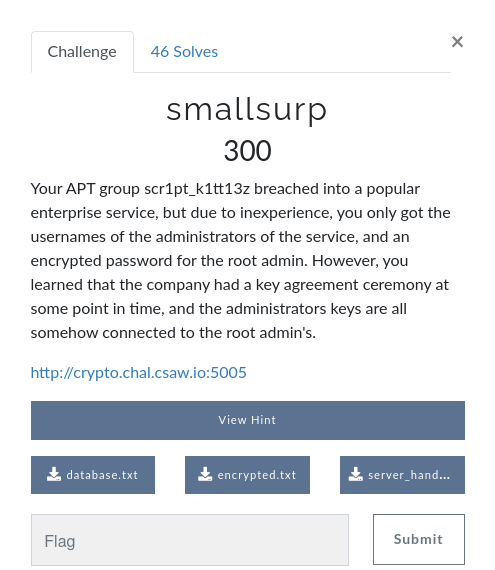 Challenge
46 Solves
×
smallsurp
300
Your APT group scr1pt_k1tt13z breached into a popular
enterprise service, but due to inexperience, you only got the
usernames of the administrators of the service, and an
encrypted password for the root admin. However, you
learned that the company had a key agreement ceremony at
some point in time, and the administrators keys are all
somehow connected to the root admin's.
http://crypto.chal.csaw.io:5005
View Hint
database.txt
encrypted.txt
server_hand...
Flag
Submit